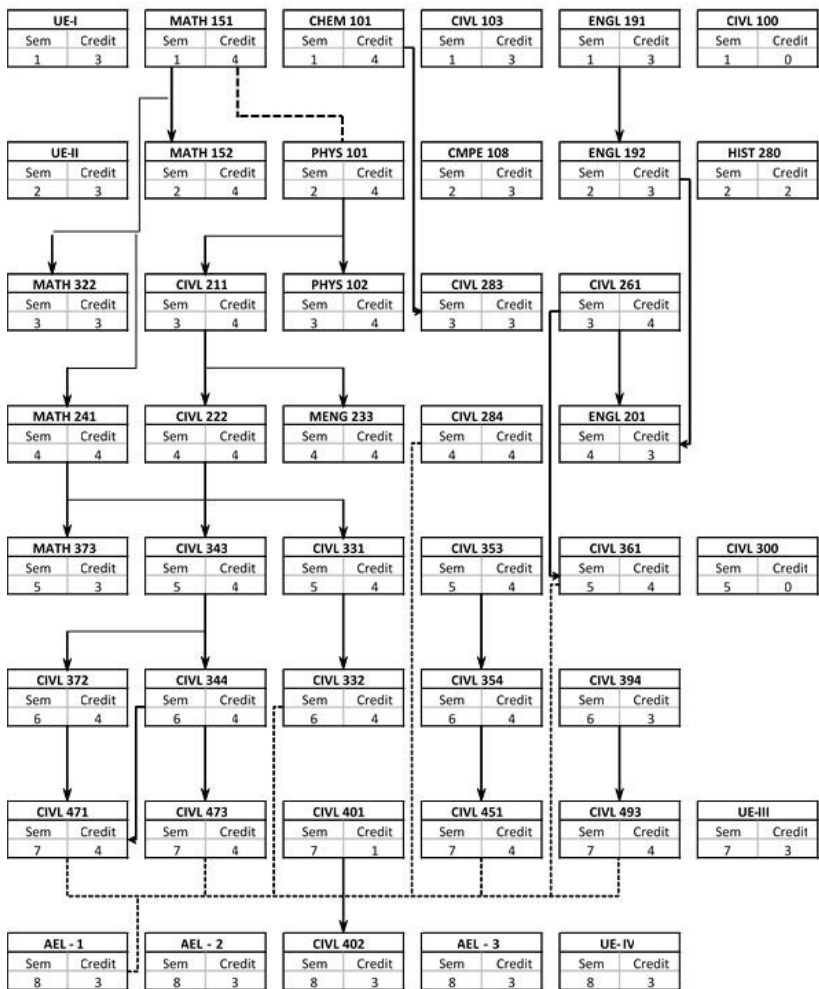 UE-I MATH 151 CHEM 101 CIVL 103 ENGL 191 CIVL 100
Sem Credit Sem Credit Sem Credit Sem Credit Sem Credit Sem Credit
1 3 1 4 1 4 1 3 1 3 1 0
UE-II MATH 152 PHYS 101 CMPE 108 ENGL 192 HIST 280
Sem Credit Sem Credit Sem Credit Sem Credit Sem Credit Sem Credit
2 3 2 4 2 4 2 3 2 3 2 2
MATH 322 CIVL 211 PHYS 102 CIVL 283 CIVL 261
Sem Credit Sem Credit Sem Credit Sem Credit Sem Credit
3 3 3 4 3 4 3 3 3 4
MATH 241 CIVL 222 MENG 233 CIVL 284 ENGL 201
Sem Credit Sem Credit Sem Credit Sem Credit Sem Credit
4 4 4 4 4 4 4 4 4 3
MATH 373 CIVL 343 CIVL 331 CIVL 353 CIVL 361 CIVL 300
Sem Credit Sem Credit Sem Credit Sem Credit Sem Credit Sem Credit
5 3 5 4 5 4 5 4 5 4 5 0
CIVL 372 CIVL 344 CIVL 332 CIVL 354 CIVL 394
Sem Credit Sem Credit Sem Credit Sem Credit Sem Credit
6 4 6 4 6 4 6 4 6 3
CIVL 471 CIVL 473 CIVL 401 CIVL 451 CIVL 493 UE-III
Sem Credit Sem Credit Sem Credit Sem Credit Sem Credit Sem Credit
7 4 7 4 7 1 7 4 7 4 7 3
AEL - 1 AEL - 2 CIVL 402 AEL - 3 UE- IV
Sem Credit Sem Credit Sem Credit Sem Credit Sem Credit
8 3 8 3 8 3 8 3 8 3